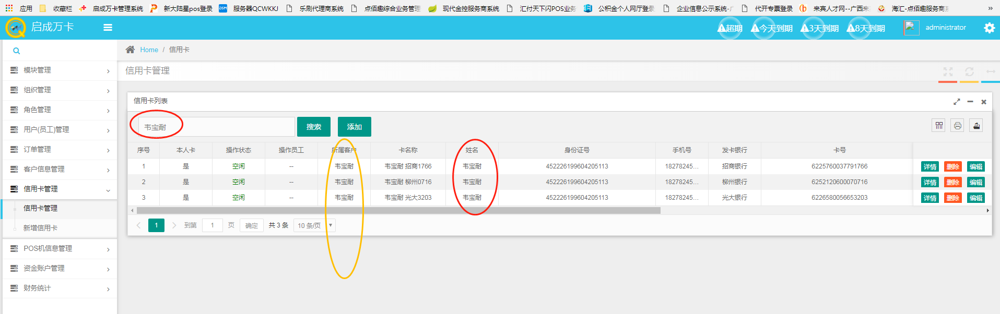 应用 收藏栏 启成万卡管理系统 新大陆星pos登录 服务器QCWKKJ 乐刷代理商系统 点佰趣综合业务管理 现代金控服务商系统 汇付天下闪POS业务 公积金个人网厅登录 企业信息公示系统-广 代开专票登录 来宾人才网--广西来 海汇-点佰趣服务商系 »
启成万卡 超期 今天到期 3天到期 8天到期 administrator
Home / 信用卡
信用卡管理
模块管理
组织管理
角色管理
用户(员工)管理
订单管理
客户信息管理
信用卡管理
信用卡管理
新增信用卡
POS机信息管理
资金账户管理
财务统计
信用卡列表
韦宝耐 搜索 添加
序号 本人卡 操作状态 操作员工 所属客户 卡名称 姓名 身份证号 手机号 发卡银行 卡号
1 是 空闲 -- 韦宝耐 韦宝耐 招商1766 韦宝耐 452226199604205113 18278245... 招商银行 6225760037791766 详情 删除 编辑
2 是 空闲 -- 韦宝耐 韦宝耐 柳州0716 韦宝耐 452226199604205113 18278245... 柳州银行 6252120600070716 详情 删除 编辑
3 是 空闲 -- 韦宝耐 韦宝耐 光大3203 韦宝耐 452226199604205113 18278245... 光大银行 6226580056653203 详情 删除 编辑
1 到第 1 页 确定 共 3 条 10 条/页